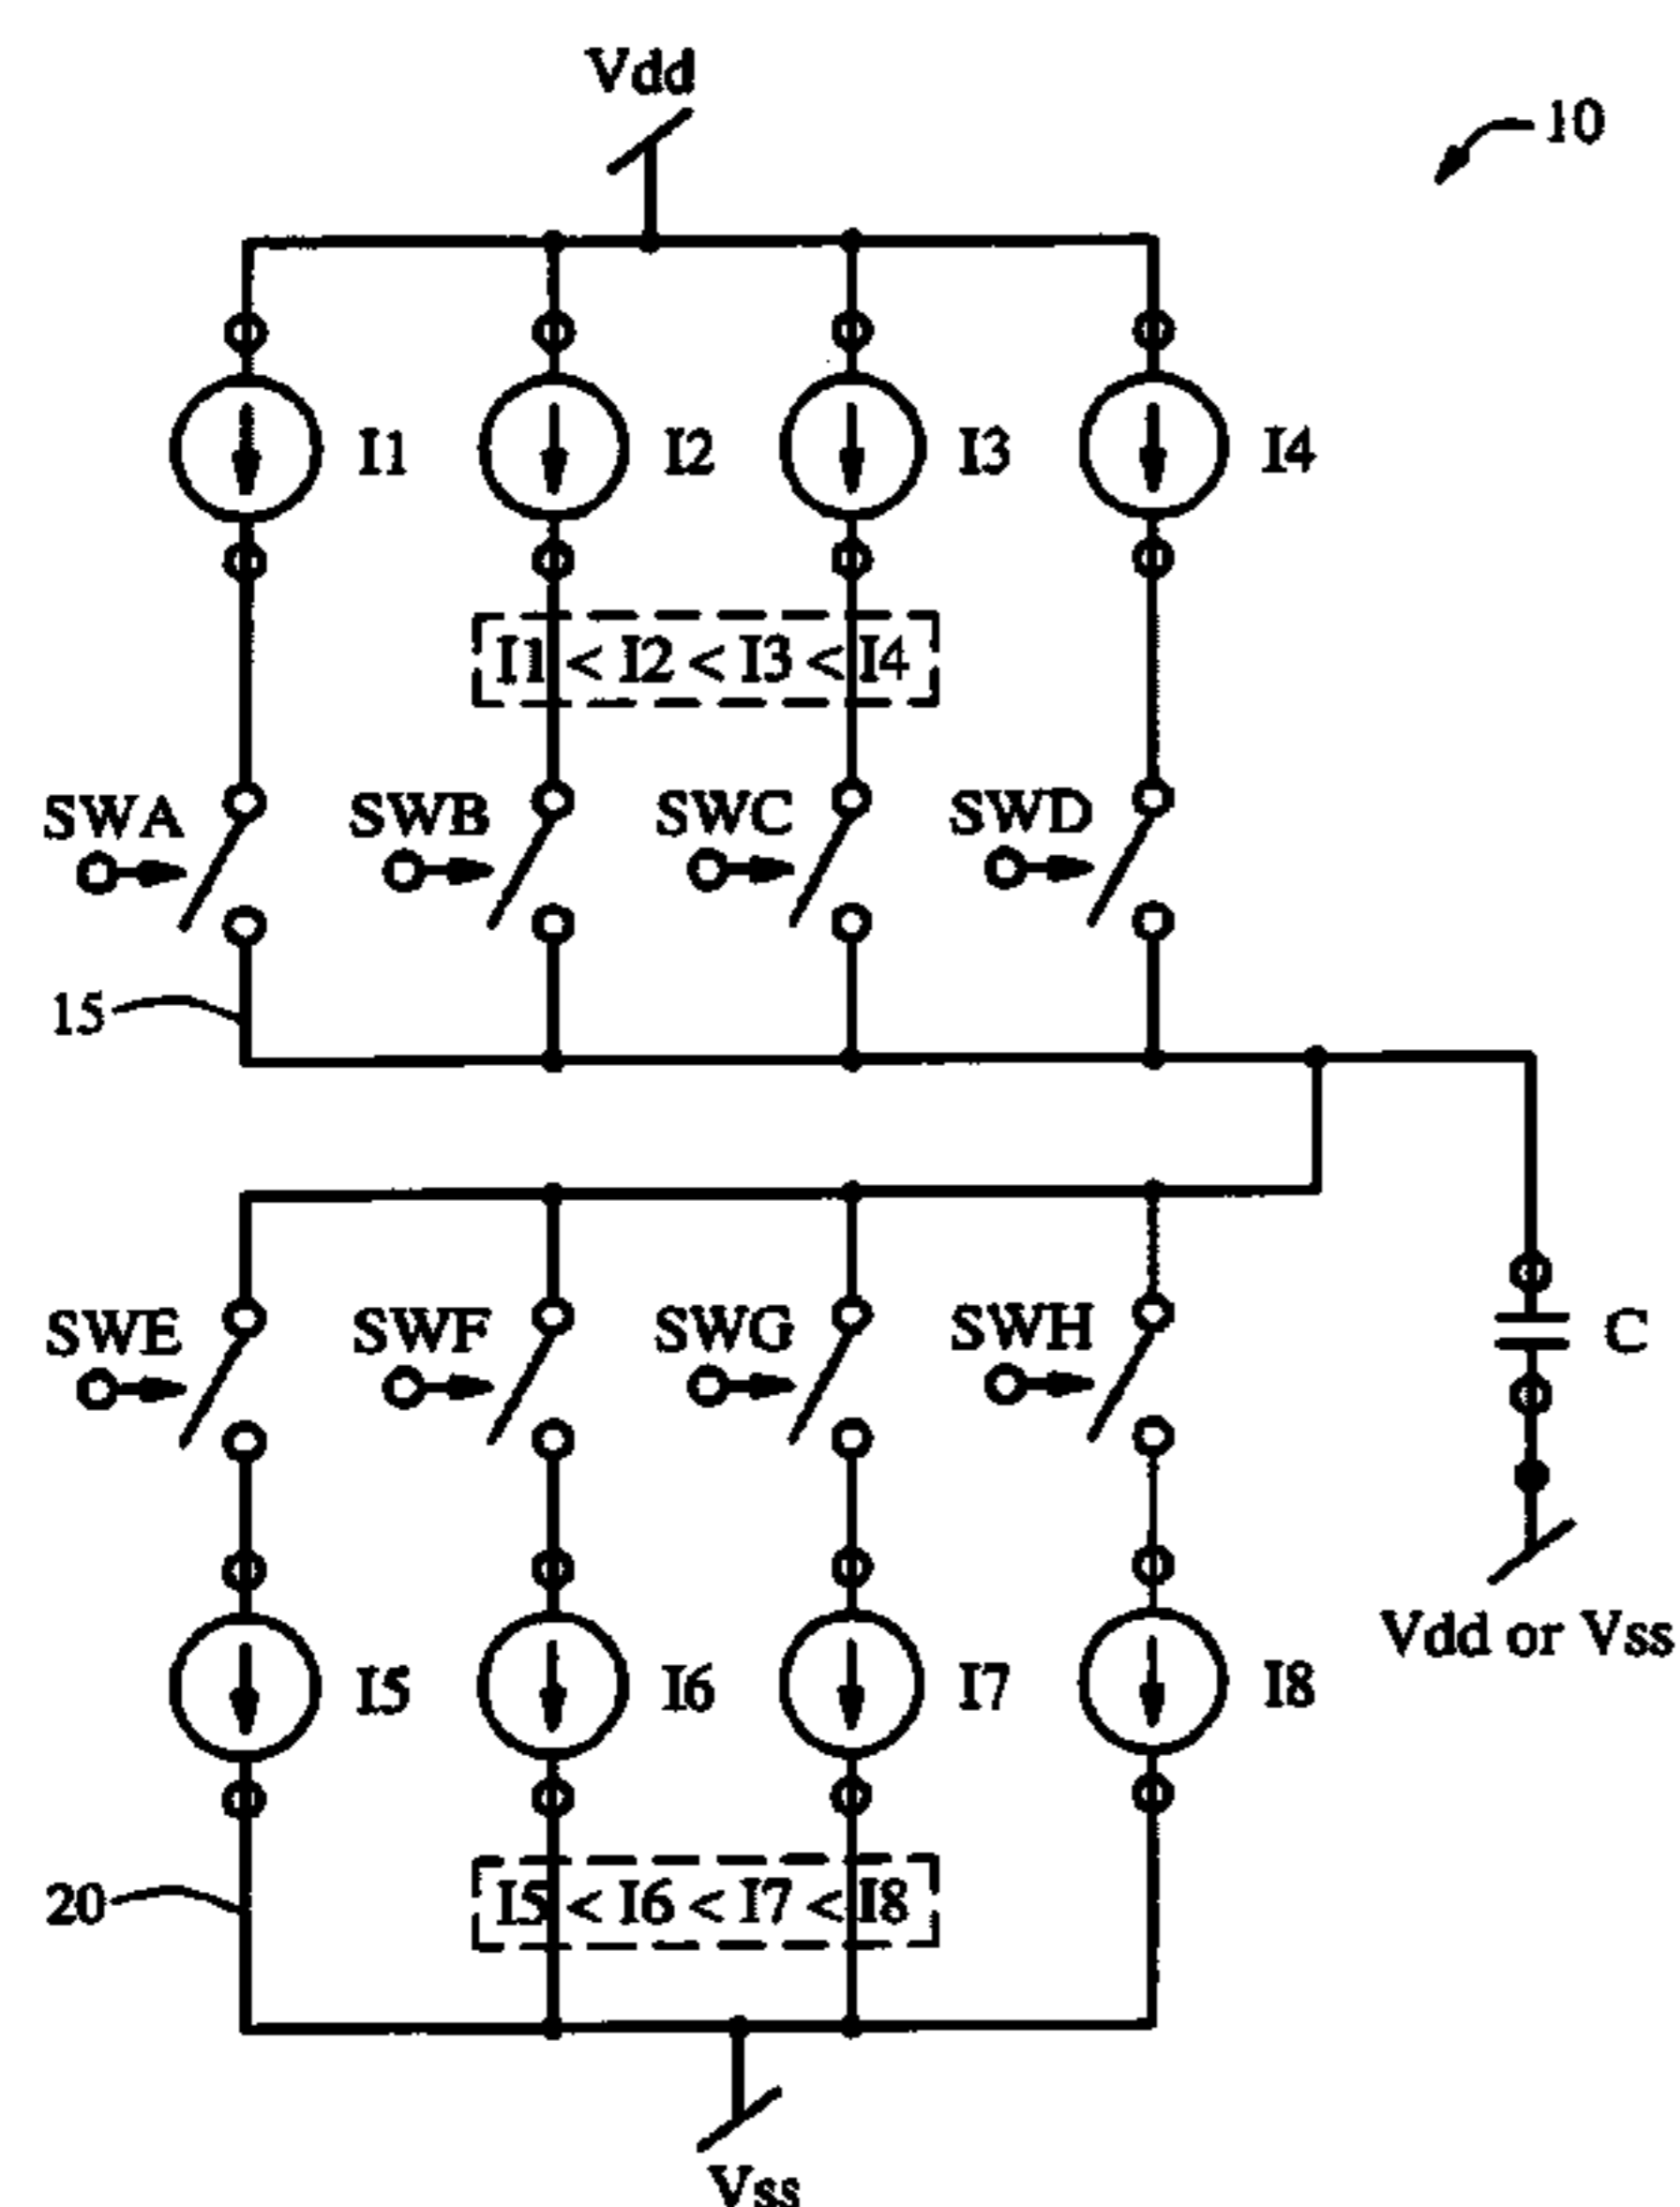 Vdd
10
I1
I2
I3
I4
I1 < I2 < I3 < I4
SWA
SWB
SWC
SWD
15
SWE
SWF
SWG
SWH
C
Vdd or Vss
I5
I6
I7
I8
20
I5 < I6 < I7 < I8
Vss